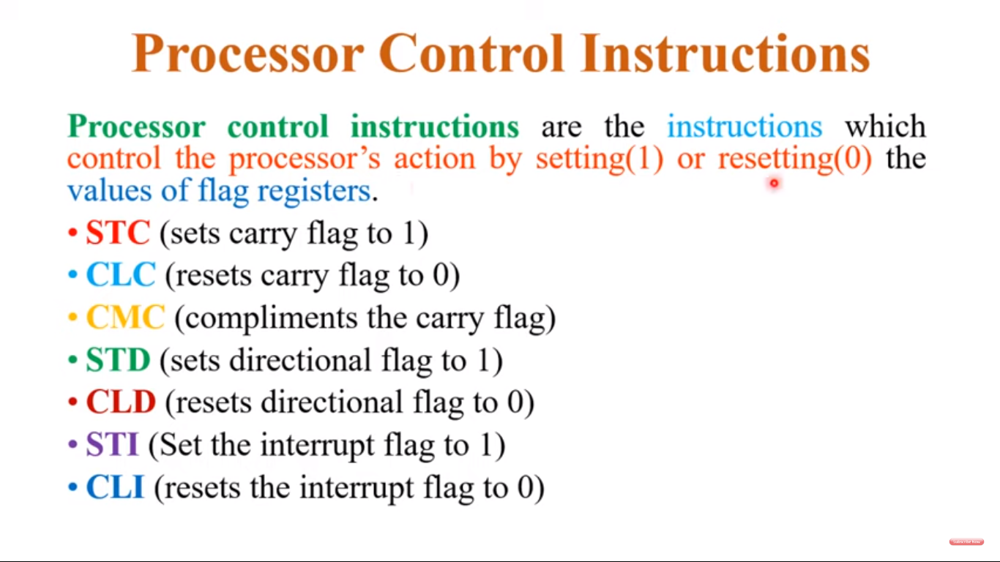 Processor Control Instructions
Processor control instructions are the instructions which
control the processor’s action by setting(1) or resetting(0) the
values of flag registers.
• STC (sets carry flag to 1)
• CLC (resets carry flag to 0)
• CMC (compliments the carry flag)
• STD (sets directional flag to 1)
• CLD (resets directional flag to 0)
• STI (Set the interrupt flag to 1)
• CLI (resets the interrupt flag to 0)